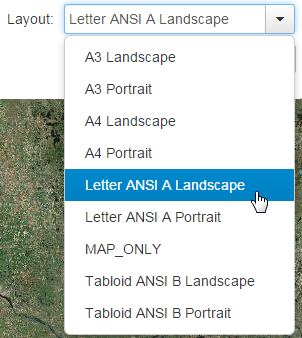 Layout: Letter ANSI A Landscape
A3 Landscape
A3 Portrait
A4 Landscape
A4 Portrait
Letter ANSI A Landscape
Letter ANSI A Portrait
MAP_ONLY
Tabloid ANSI B Landscape
Tabloid ANSI B Portrait